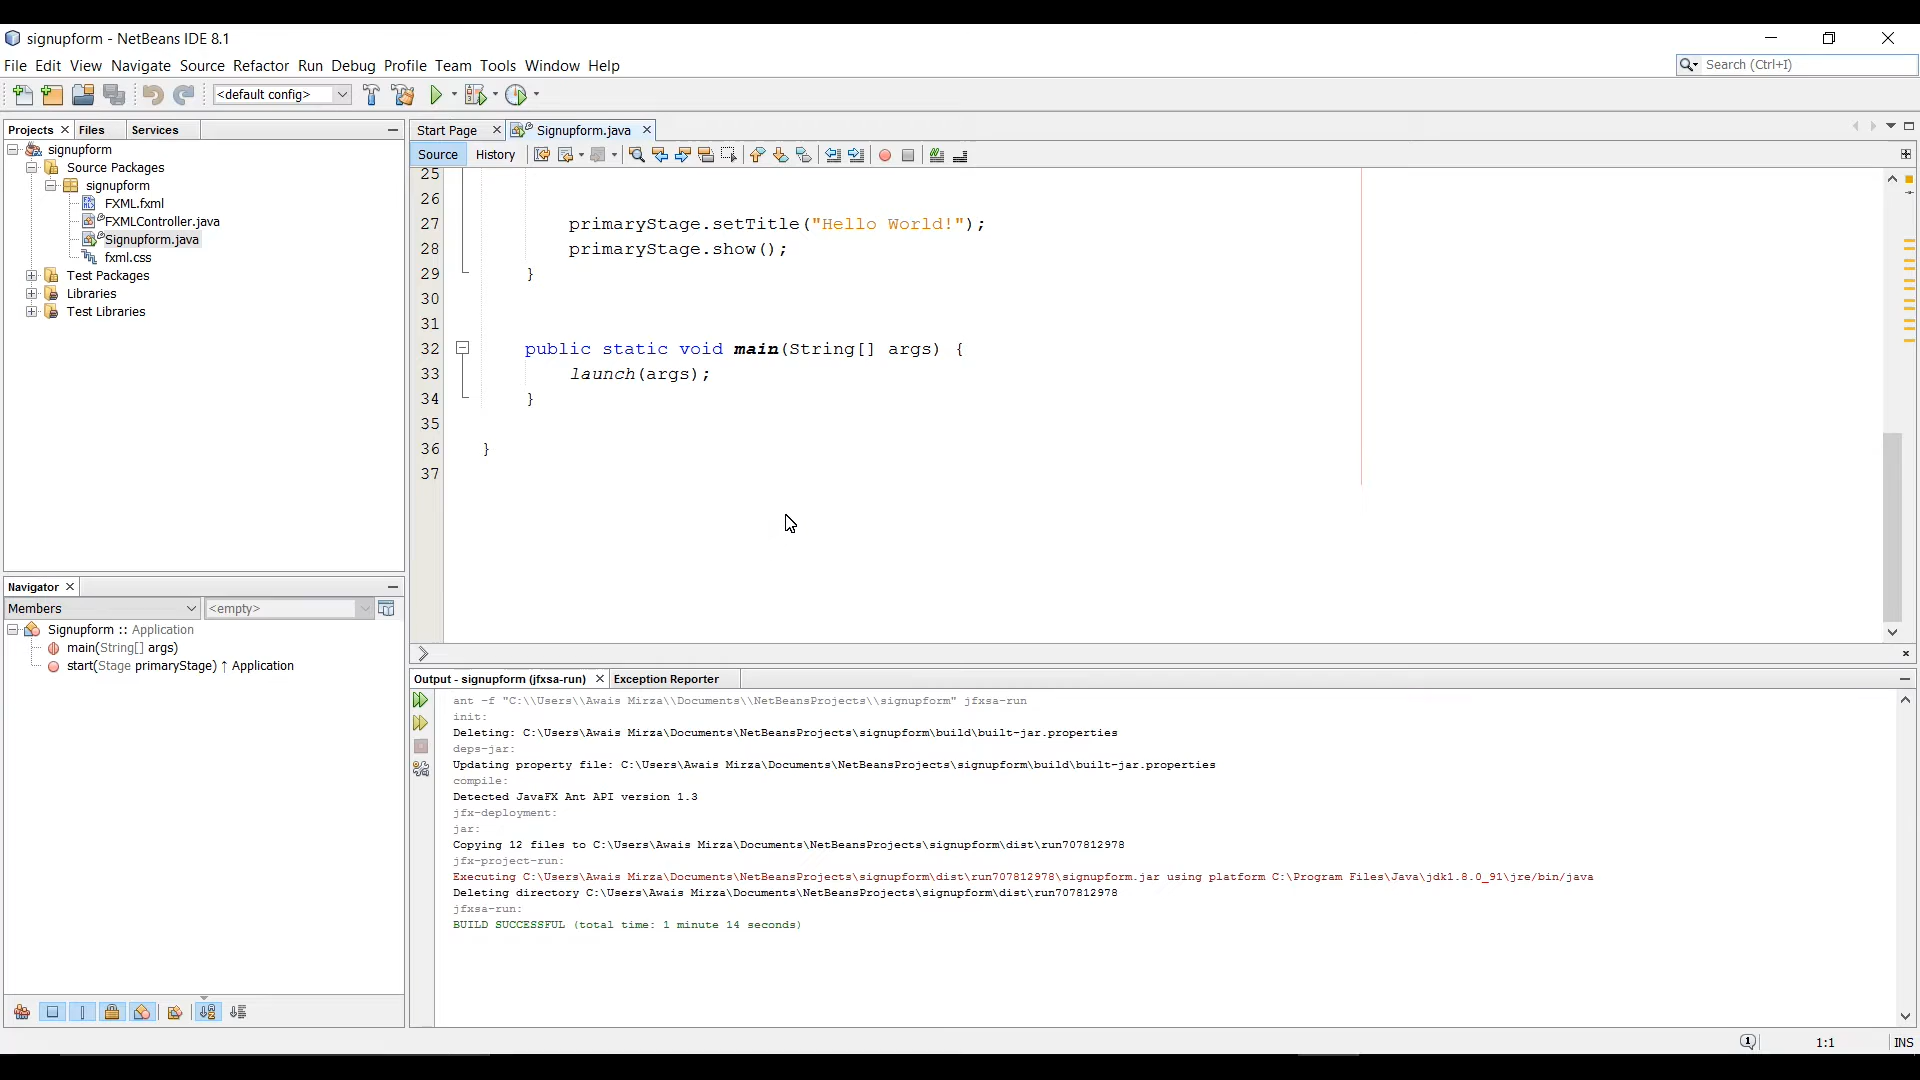 signupform - NetBeans IDE 8.1
File Edit View Navigate Source Refactor Run Debug Profile Team Tools Window Help
Search (Ctrl+I)
<default config>
Projects Files Services
signupform
Source Packages
signupform
FXML.fxml
FXMLController.java
Signupform.java
fxml.css
Test Packages
Libraries
Test Libraries
Navigator
Members
<empty>
Signupform :: Application
main(String[] args)
start(Stage primaryStage) ↑ Application
Start Page Signupform.java
Source History
25
26
27 primaryStage.setTitle("Hello World!");
28 primaryStage.show();
29 }
30
31
32 public static void main(String[] args) {
33 launch(args);
34 }
35
36 }
37
Output - signupform (jfxsa-run) Exception Reporter
ant -f "C:\\Users\\Awais Mirza\\Documents\\NetBeansProjects\\signupform" jfxsa-run
init:
Deleting: C:\Users\Awais Mirza\Documents\NetBeansProjects\signupform\build\built-jar.properties
deps-jar:
Updating property file: C:\Users\Awais Mirza\Documents\NetBeansProjects\signupform\build\built-jar.properties
compile:
Detected JavaFX Ant API version 1.3
jfx-deployment:
jar:
Copying 12 files to C:\Users\Awais Mirza\Documents\NetBeansProjects\signupform\dist\run707812978
jfx-project-run:
Executing C:\Users\Awais Mirza\Documents\NetBeansProjects\signupform\dist\run707812978\signupform.jar using platform C:\Program Files\Java\jdk1.8.0_91\jre/bin/java
Deleting directory C:\Users\Awais Mirza\Documents\NetBeansProjects\signupform\dist\run707812978
jfxsa-run:
BUILD SUCCESSFUL (total time: 1 minute 14 seconds)
1 1:1 INS